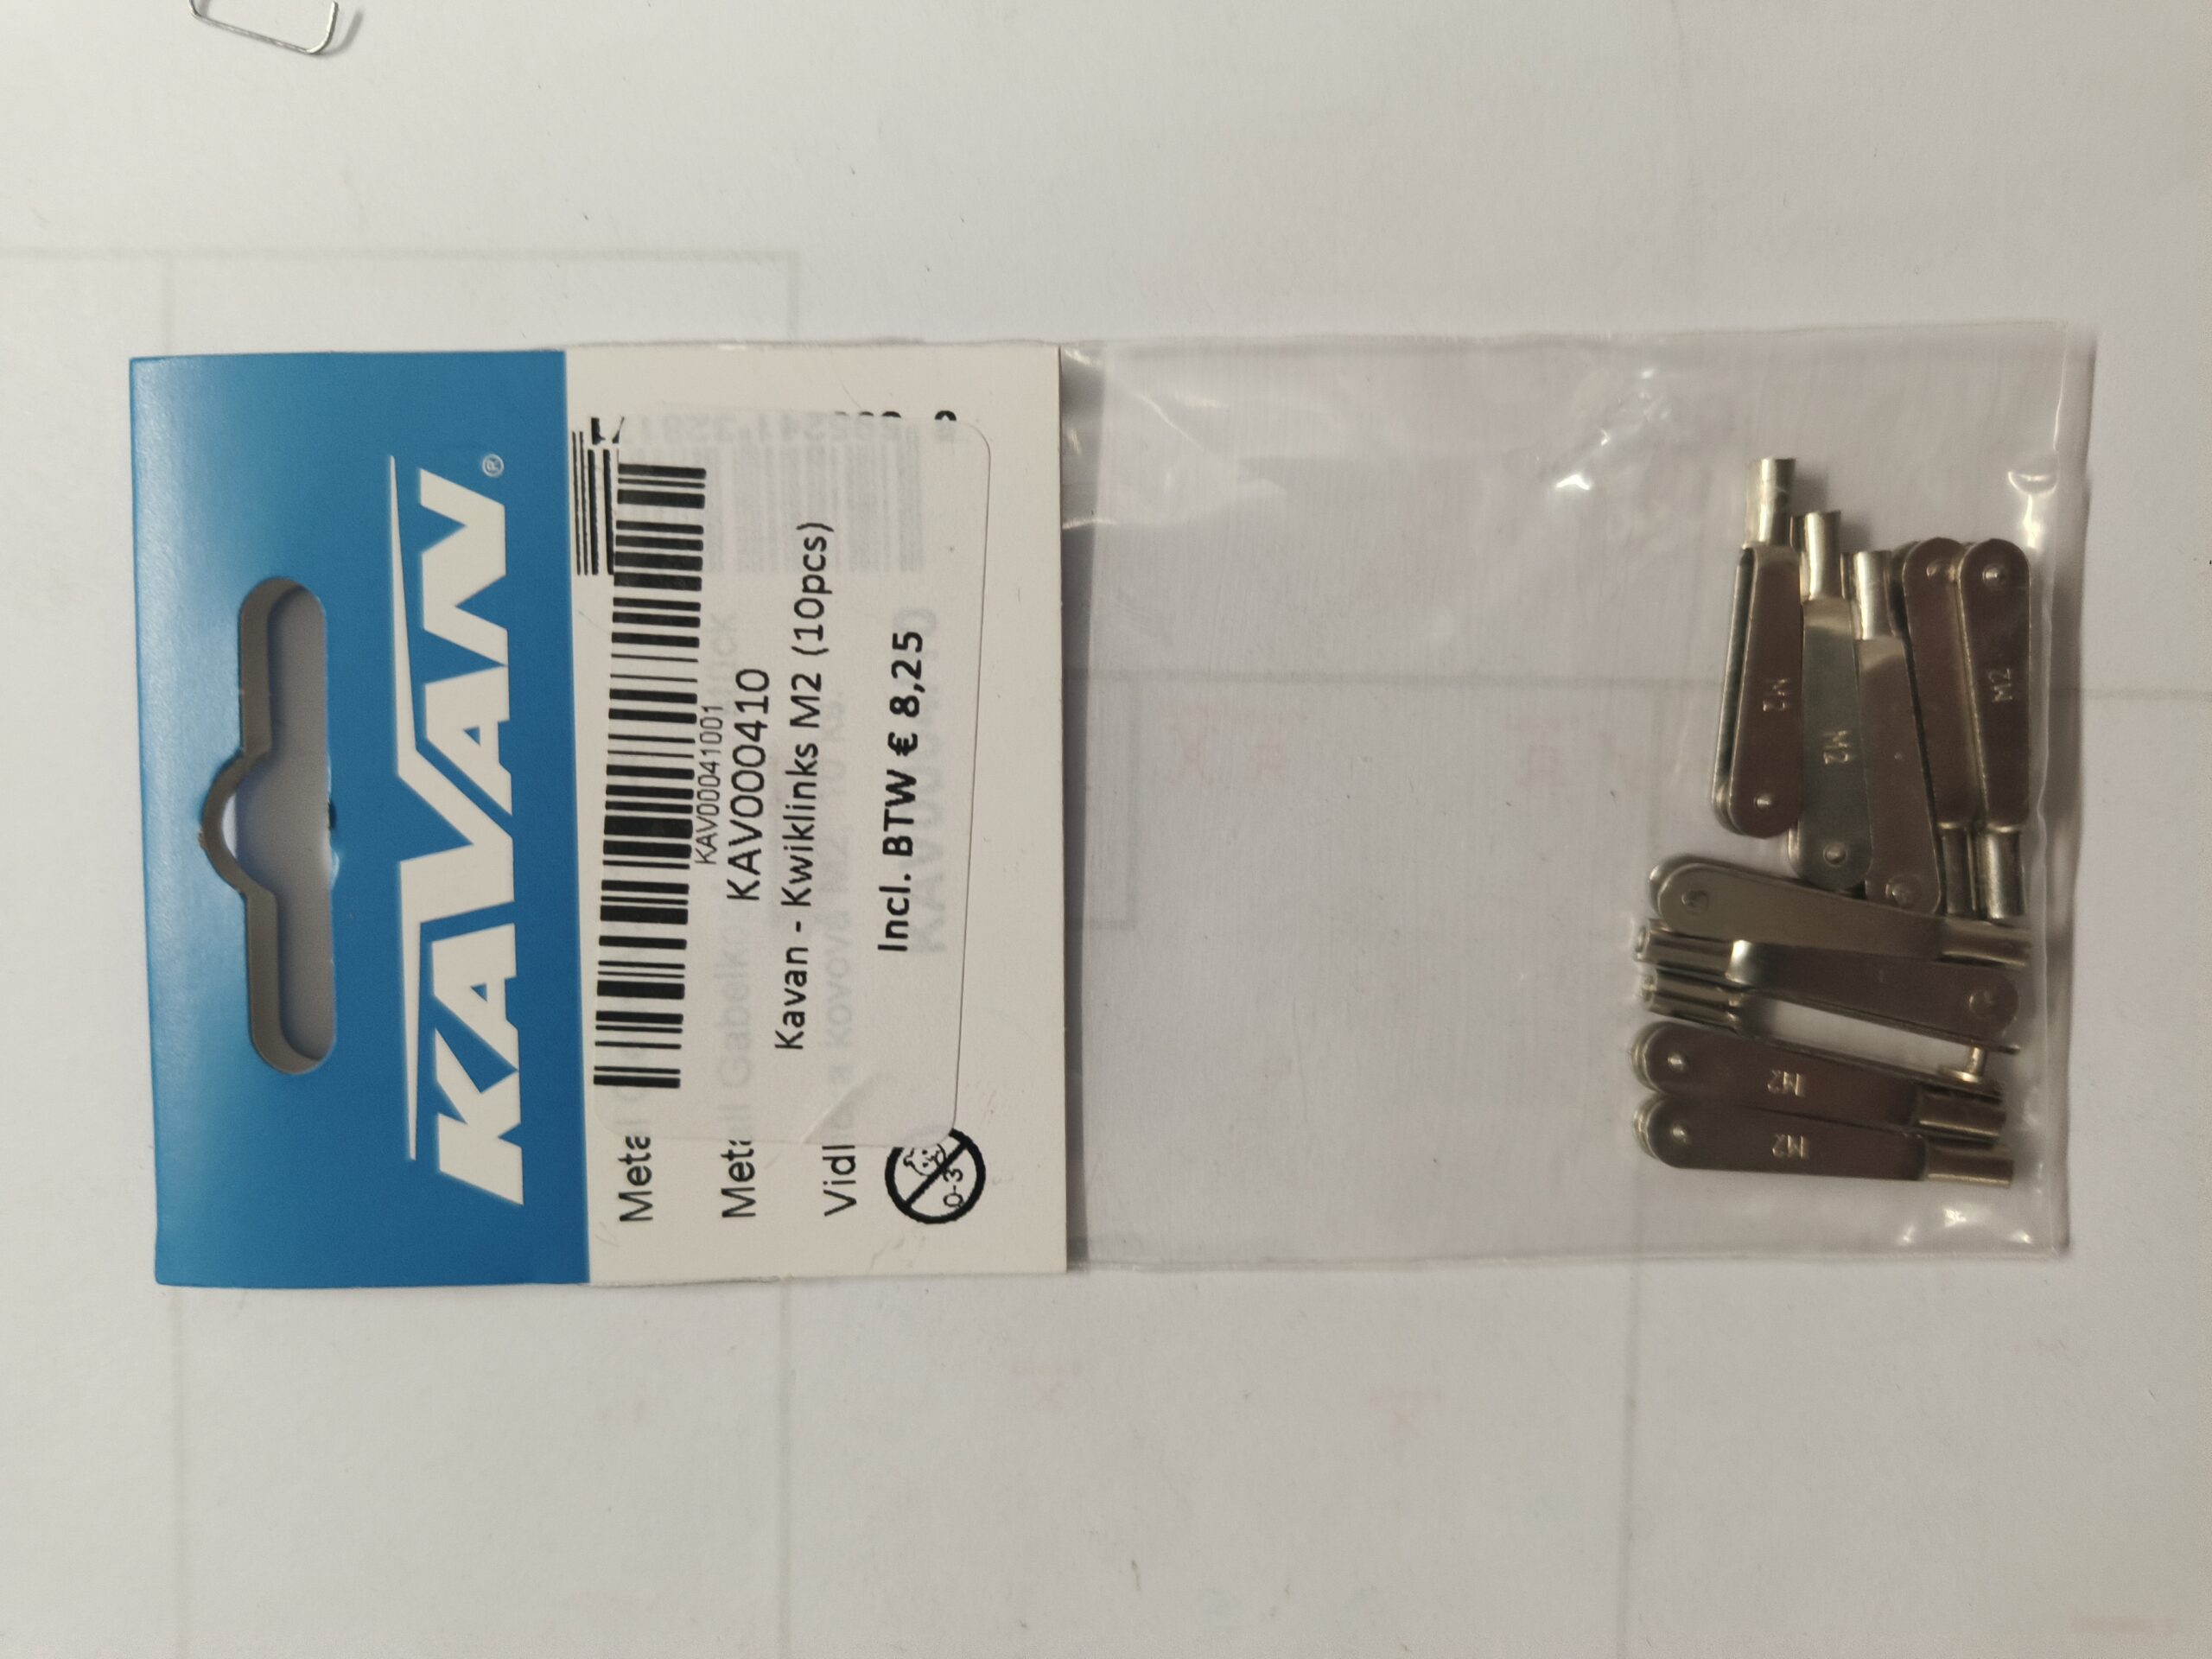 KAVAN®
KAV00041001
KAV000410
Kavan - Kwiklinks M2 (10pcs)
Incl. BTW € 8,25
Meta
Meta
Vidl
0-3
M2
M2
M2
M2
M2